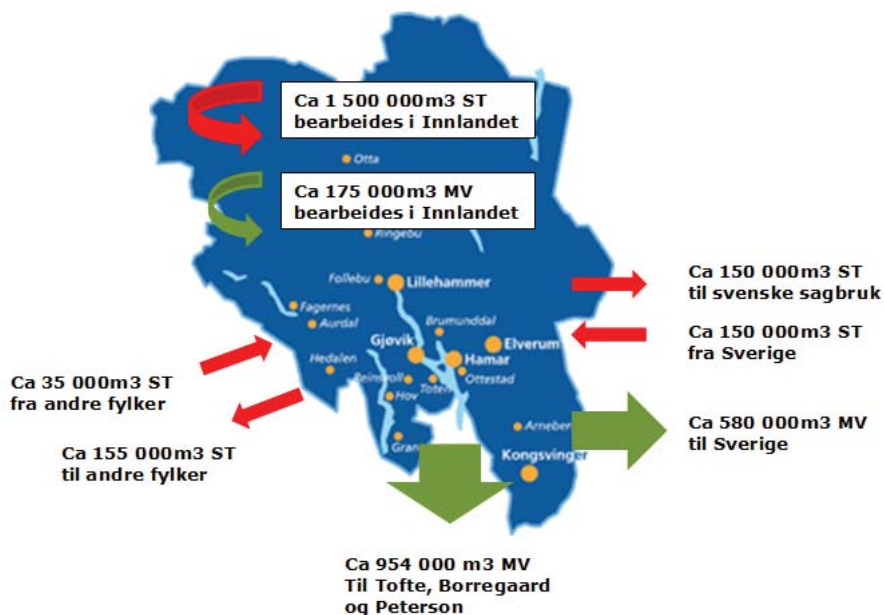 Ca 1 500 000m3 ST
bearbeides i Innlandet
Otta
Ca 175 000m3 MV
bearbeides i Innlandet
Ringebu
Follebu
Lillehammer
Ca 150 000m3 ST
til svenske sagbruk
Fagernes
Aurdal
Brumunddal
Gjøvik
Elverum
Ca 150 000m3 ST
fra Sverige
Hedalen
Hamar
Reinsvoll
Toten
Ottestad
Ca 35 000m3 ST
fra andre fylker
Hov
Ca 580 000m3 MV
til Sverige
Arneber
Ca 155 000m3 ST
til andre fylker
Gran
Kongsvinger
Ca 954 000 m3 MV
Til Tofte, Borregaard
og Peterson